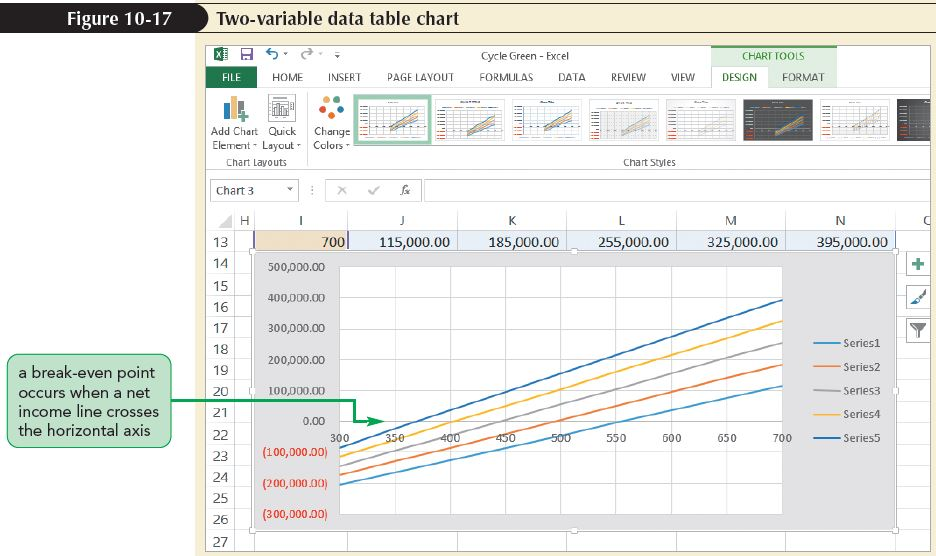 Figure 10-17 Two-variable data table chart
Cycle Green - Excel
CHART TOOLS
FILE HOME INSERT PAGE LAYOUT FORMULAS DATA REVIEW VIEW DESIGN FORMAT
Add Chart Quick Change
Element Layout Colors
Chart Layouts Chart Styles
Chart 3 fx
H I J K L M N
13 700 115,000.00 185,000.00 255,000.00 325,000.00 395,000.00
14
15
16
17
18
19
20
21
22
23
24
25
26
27
500,000.00
400,000.00
300,000.00
200,000.00
100,000.00
0.00
(100,000.00)
(200,000.00)
(300,000.00)
300 350 400 450 500 550 600 650 700
Series1
Series2
Series3
Series4
Series5
a break-even point
occurs when a net
income line crosses
the horizontal axis